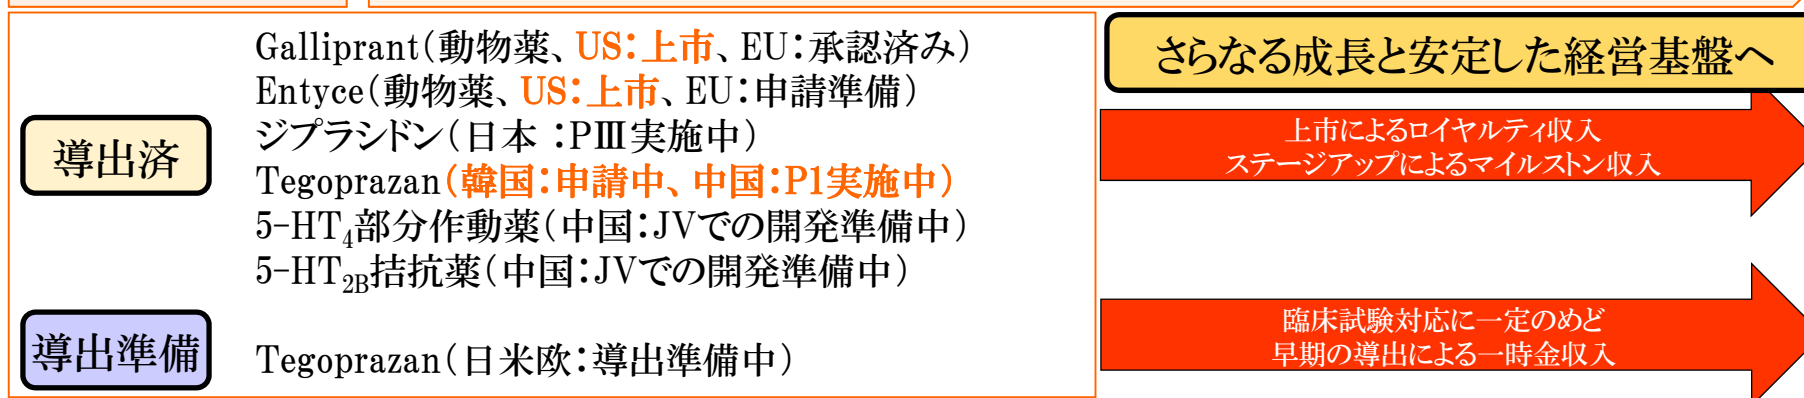 導出済
Galliprant(動物薬、US:上市、EU:承認済み)
Entyce(動物薬、US:上市、EU:申請準備)
ジプラシドン(日本 :PⅢ実施中)
Tegoprazan(韓国:申請中、中国:P1実施中)
5-HT₄部分作動薬(中国:JVでの開発準備中)
5-HT₂B拮抗薬(中国:JVでの開発準備中)
導出準備
Tegoprazan(日米欧:導出準備中)
さらなる成長と安定した経営基盤へ
上市によるロイヤルティ収入
ステージアップによるマイルストン収入
臨床試験対応に一定のめど
早期の導出による一時金収入